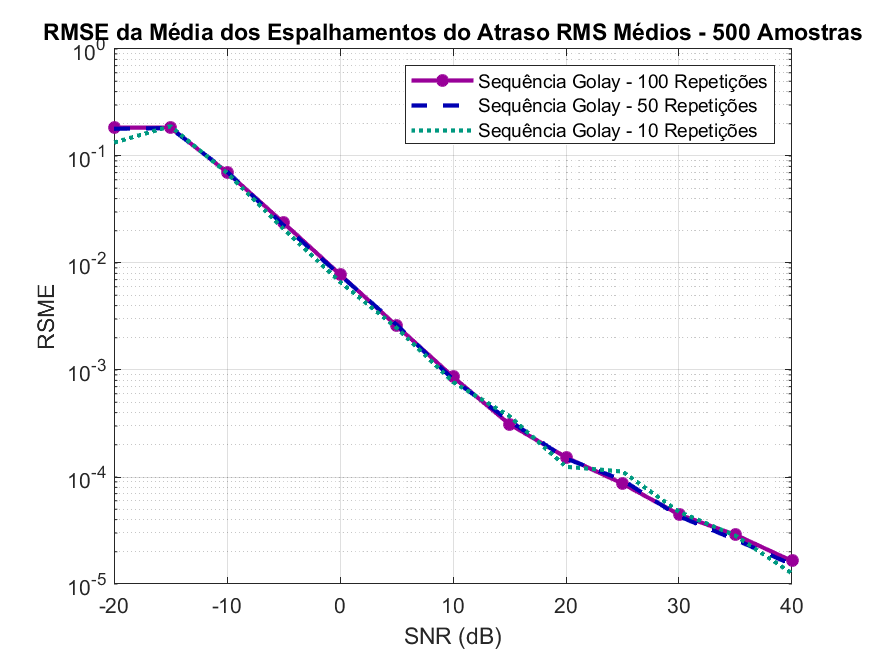 RMSE da Média dos Espalhamentos do Atraso RMS Médios - 500 Amostras
10^0
Sequência Golay - 100 Repetições
Sequência Golay - 50 Repetições
Sequência Golay - 10 Repetições
10^-1
10^-2
10^-3
10^-4
10^-5
RSME
-20 -10 0 10 20 30 40
SNR (dB)